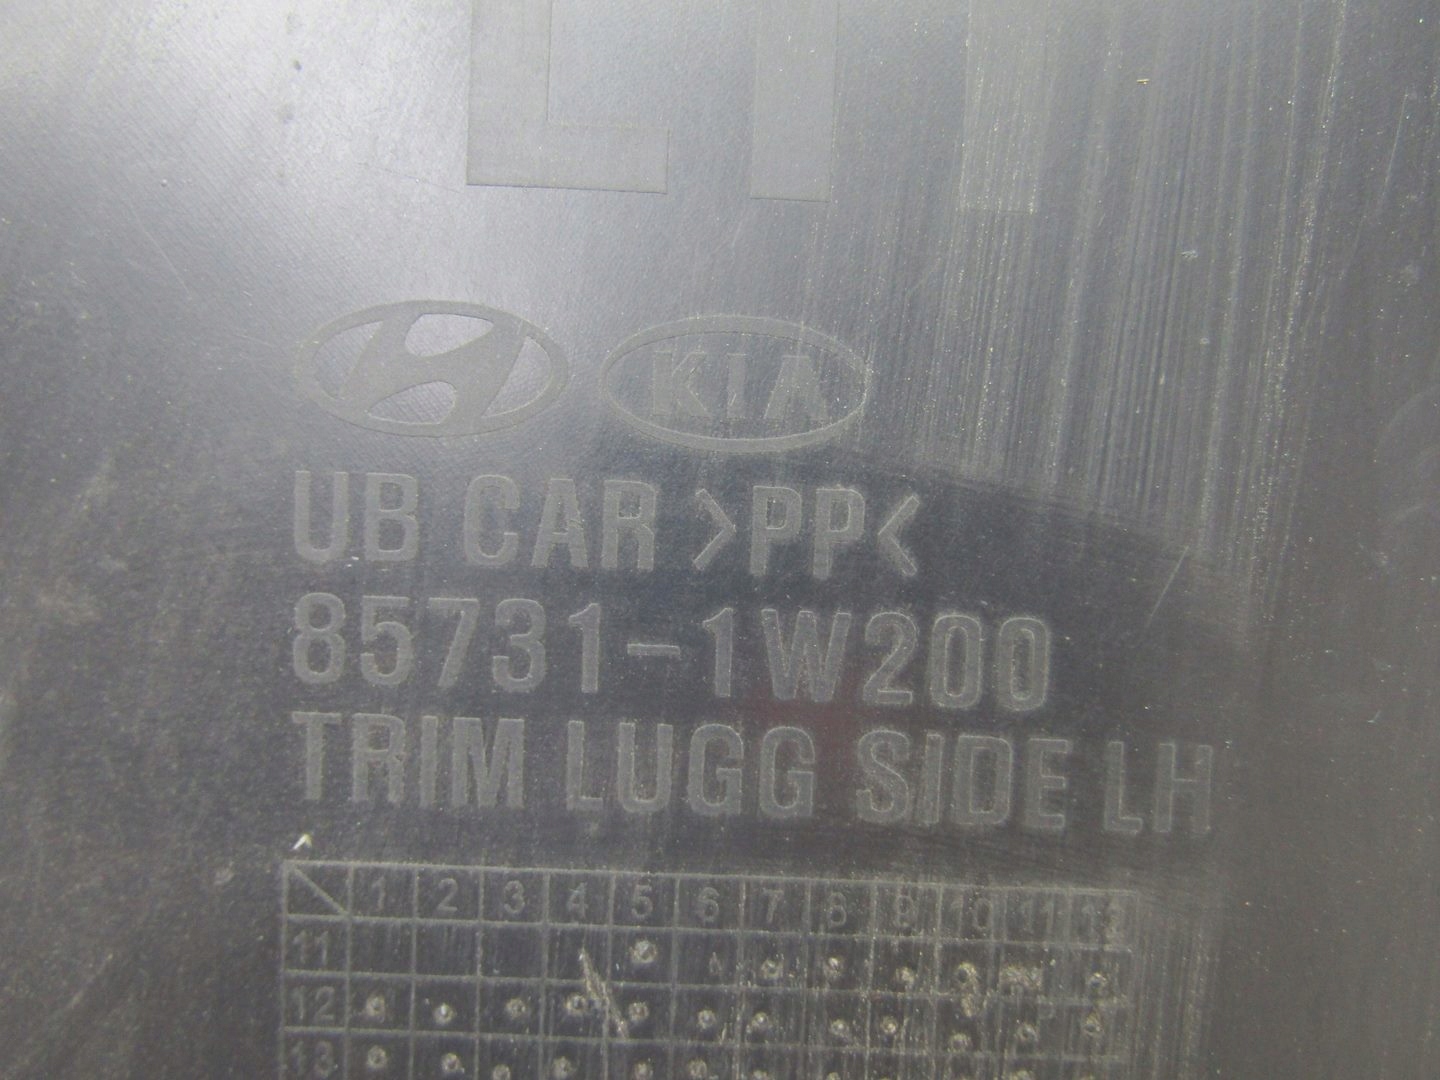 KIA
UB CAR >PP<
85731-1W200
TRIM LUGG SIDE LH
1 2 3 4 5 6 7 8 9 10 11 12
11
12
13